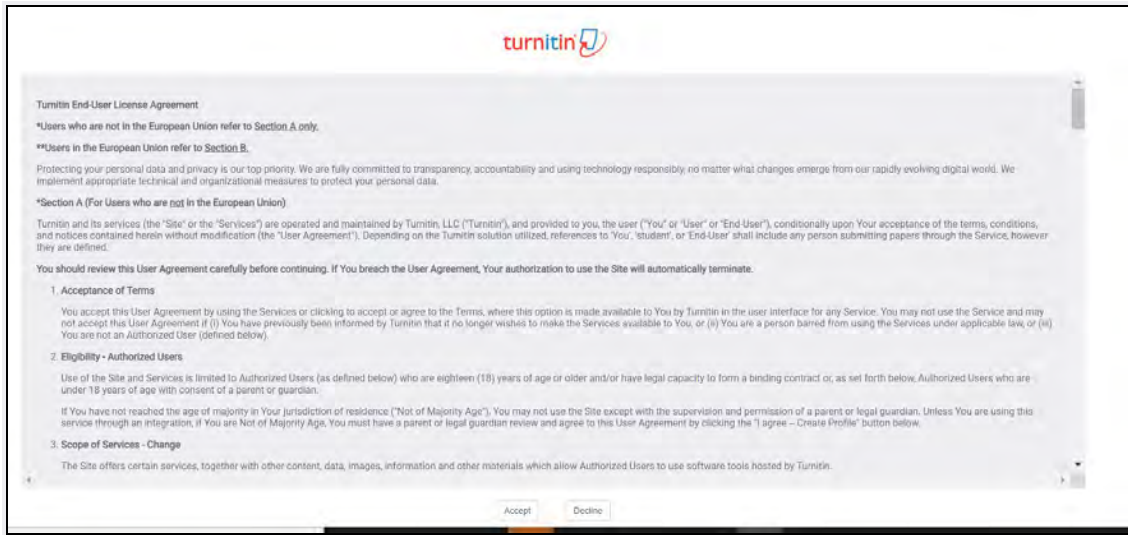 turnitin
Turnitin End-User License Agreement
*Users who are not in the European Union refer to Section A only.
**Users in the European Union refer to Section B.
Protecting your personal data and privacy is our top priority. We are fully committed to transparency, accountability and using technology responsibly, no matter what changes emerge from our rapidly evolving digital world. We
implement appropriate technical and organizational measures to protect your personal data.
*Section A (For Users who are not in the European Union)
Turnitin and its services (the "Site" or the "Services") are operated and maintained by Turnitin, LLC ("Turnitin"), and provided to you, the user ("You" or "User" or "End-User"), conditionally upon Your acceptance of the terms, conditions,
and notices contained herein without modification (the "User Agreement"). Depending on the Turnitin solution utilized, references to 'You', 'student', or 'End-User' shall include any person submitting papers through the Service, however
they are defined.
You should review this User Agreement carefully before continuing. If You breach the User Agreement, Your authorization to use the Site will automatically terminate.
1. Acceptance of Terms
You accept this User Agreement by using the Services or clicking to accept or agree to the Terms, where this option is made available to You by Turnitin in the user interface for any Service. You may not use the Service and may
not accept this User Agreement if (i) You have previously been informed by Turnitin that it no longer wishes to make the Services available to You, or (ii) You are a person barred from using the Services under applicable law, or (iii)
You are not an Authorized User (defined below).
2. Eligibility - Authorized Users
Use of the Site and Services is limited to Authorized Users (as defined below) who are eighteen (18) years of age or older and/or have legal capacity to form a binding contract or, as set forth below, Authorized Users who are
under 18 years of age with consent of a parent or guardian.
If You have not reached the age of majority in Your jurisdiction of residence ("Not of Majority Age"), You may not use the Site except with the supervision and permission of a parent or legal guardian. Unless You are using this
service through an integration, if You are Not of Majority Age, You must have a parent or legal guardian review and agree to this User Agreement by clicking the "I agree – Create Profile" button below.
3. Scope of Services - Change
The Site offers certain services, together with other content, data, images, information and other materials which allow Authorized Users to use software tools hosted by Turnitin.
Accept Decline